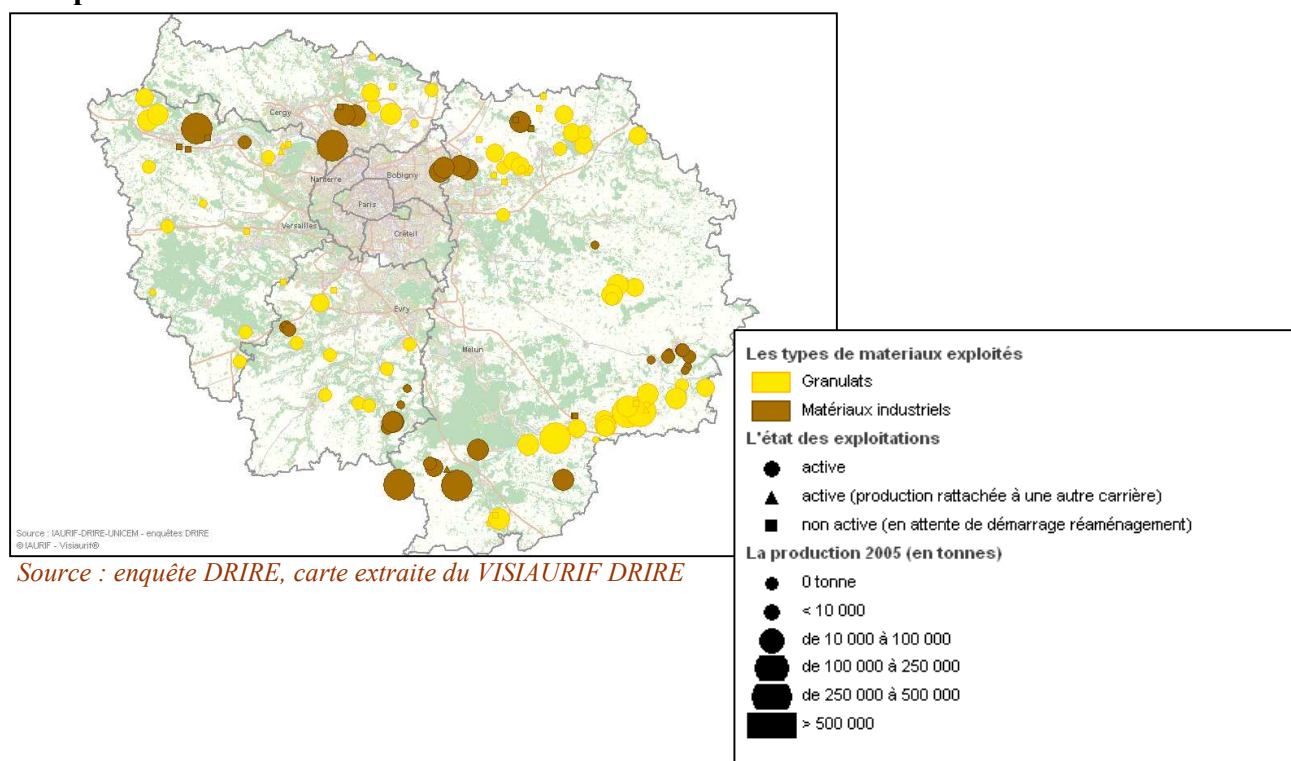 Cergy
Nanterre
Bobigny
Paris
Versailles
Créteil
Evry
Melun
Source : IAURIF-DRIRE-UNICEM - enquêtes DRIRE
© IAURIF - Visiaurif®
Source : enquête DRIRE, carte extraite du VISIAURIF DRIRE
Les types de materiaux exploités
Granulats
Matériaux industriels
L'état des exploitations
active
active (production rattachée à une autre carrière)
non active (en attente de démarrage réaménagement)
La production 2005 (en tonnes)
0 tonne
< 10 000
de 10 000 à 100 000
de 100 000 à 250 000
de 250 000 à 500 000
> 500 000